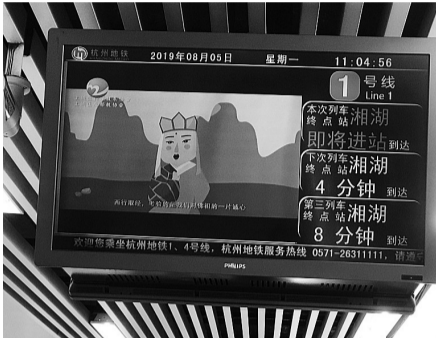 杭州地铁 2019年08月05日 星期一 11:04:56
1 号线
Line 1
本次列车
终点站 湘湖
即将进站 到达
下次列车
终点站 湘湖
4 分钟 到达
第三列车
终点站 湘湖
8 分钟 到达
欢迎您乘坐杭州地铁1、4号线，杭州地铁服务热线 0571-26311111，请遵
PHILIPS